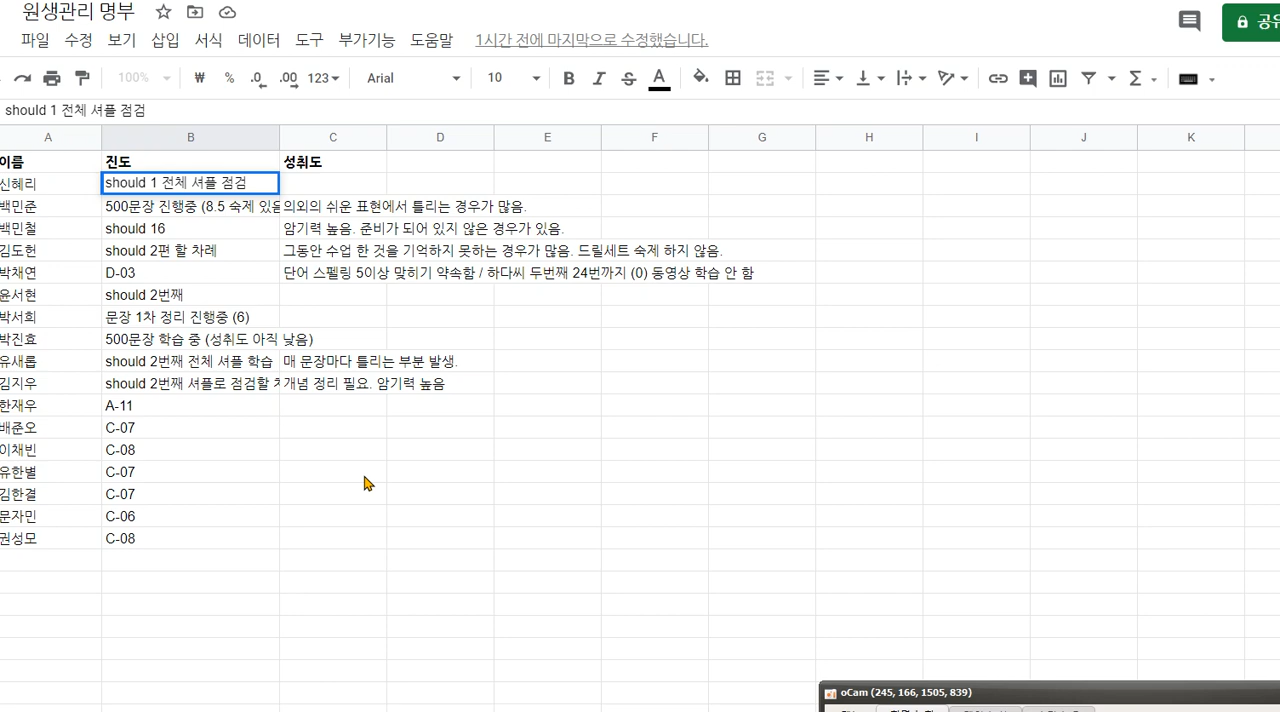 원생관리 명부
파일 수정 보기 삽입 서식 데이터 도구 부가기능 도움말 1시간 전에 마지막으로 수정했습니다.
공유
100% ₩ % .0 .00 123 Arial 10 B I S A
should 1 전체 셔플 점검
A B C D E F G H I J K
이름 진도 성취도
신혜리 should 1 전체 셔플 점검
백민준 500문장 진행중 (8.5 숙제 있음 의외의 쉬운 표현에서 틀리는 경우가 많음.
백민철 should 16 암기력 높음. 준비가 되어 있지 않은 경우가 있음.
김도헌 should 2편 할 차례 그동안 수업 한 것을 기억하지 못하는 경우가 많음. 드릴세트 숙제 하지 않음.
박채연 D-03 단어 스펠링 5이상 맞히기 약속함 / 하다씨 두번째 24번까지 (0) 동영상 학습 안 함
윤서현 should 2번째
박서희 문장 1차 정리 진행중 (6)
박진효 500문장 학습 중 (성취도 아직 낮음)
유새롭 should 2번째 전체 셔플 학습 매 문장마다 틀리는 부분 발생.
김지우 should 2번째 셔플로 점검할 개념 정리 필요. 암기력 높음
한재우 A-11
배준오 C-07
이채빈 C-08
유한별 C-07
김한결 C-07
문자민 C-06
권성모 C-08
oCam (245, 166, 1505, 839)